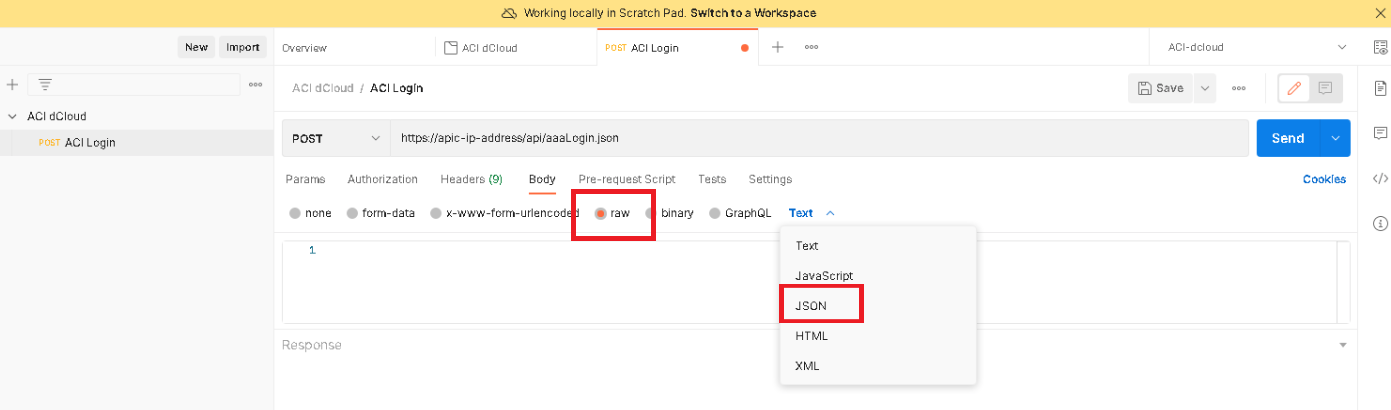 Working locally in Scratch Pad. Switch to a Workspace
New Import
Overview
ACI dCloud
POST ACI Login
ACI-dcloud
ACI dCloud / ACI Login
Save
ACI dCloud
POST ACI Login
POST
https://apic-ip-address/api/aaaLogin.json
Send
Params Authorization Headers (9) Body Pre-request Script Tests Settings
Cookies
none form-data x-www-form-urlencoded raw binary GraphQL Text
1
Text
JavaScript
JSON
HTML
XML
Response